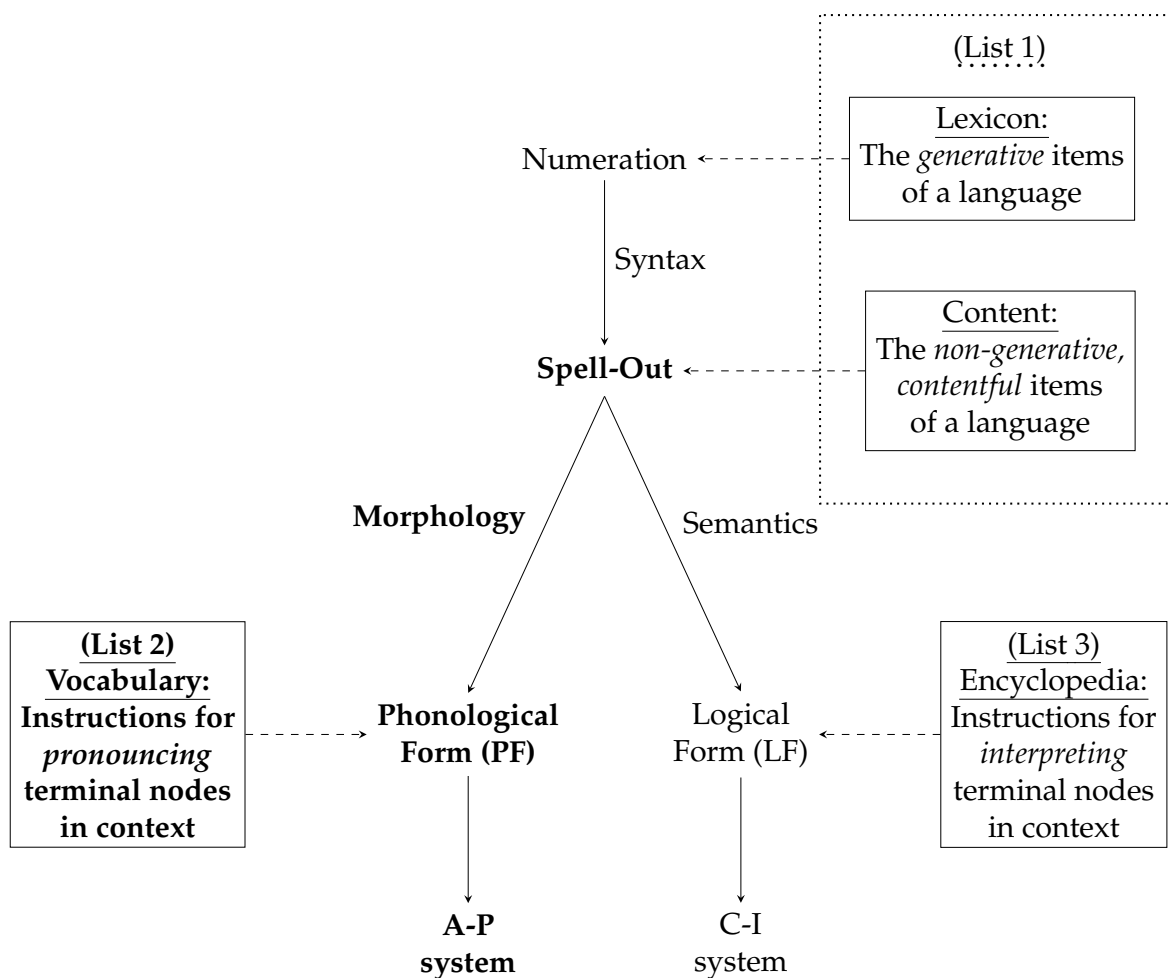 (List 1)
Lexicon:
The generative items
of a language
Numeration
Syntax
Content:
The non-generative,
contentful items
of a language
Spell-Out
Morphology
Semantics
(List 2)
Vocabulary:
Instructions for
pronouncing
terminal nodes
in context
Phonological
Form (PF)
Logical
Form (LF)
(List 3)
Encyclopedia:
Instructions for
interpreting
terminal nodes
in context
A-P
system
C-I
system